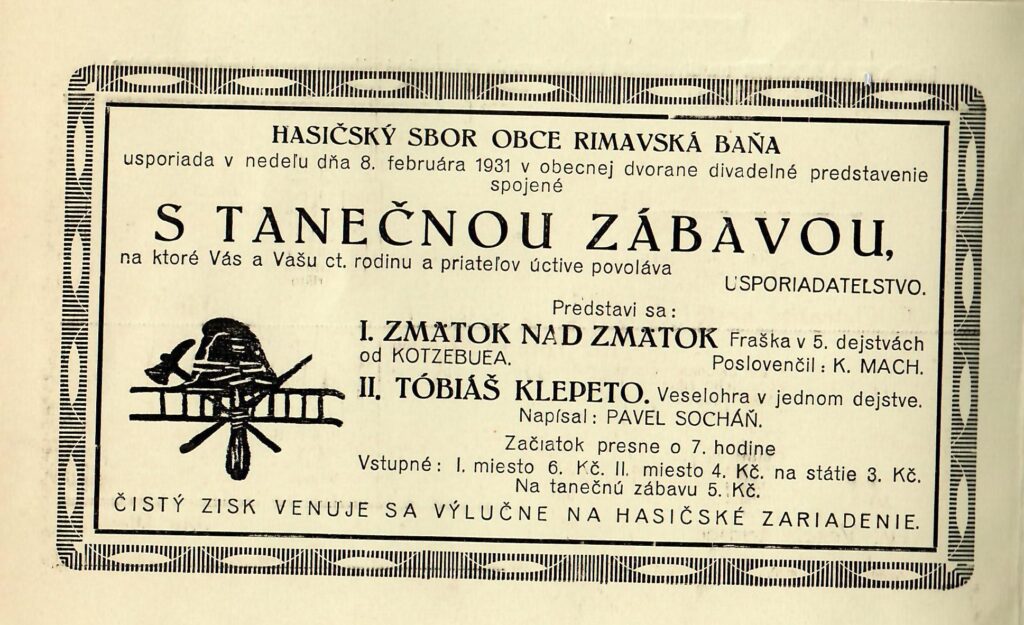 HASIČSKÝ SBOR OBCE RIMAVSKÁ BAŇA
usporiada v nedeľu dňa 8. februára 1931 v obecnej dvorane divadelné predstavenie
spojené
S TANEČNOU ZÁBAVOU,
na ktoré Vás a Vašu ct. rodinu a priateľov úctive povoláva
USPORIADATEĽSTVO.
Predstavi sa:
I. ZMÄTOK NAD ZMÄTOK Fraška v 5. dejstvách
od KOTZEBUEA. Poslovenčil: K. MACH.
II. TÓBIÁŠ KLEPETO. Veselohra v jednom dejstve.
Napísal: PAVEL SOCHÁŇ.
Začiatok presne o 7. hodine
Vstupné: I. miesto 6. Kč. II. miesto 4. Kč. na státie 3. Kč.
Na tanečnú zábavu 5. Kč.
ČISTÝ ZISK VENUJE SA VÝLUČNE NA HASIČSKÉ ZARIADENIE.